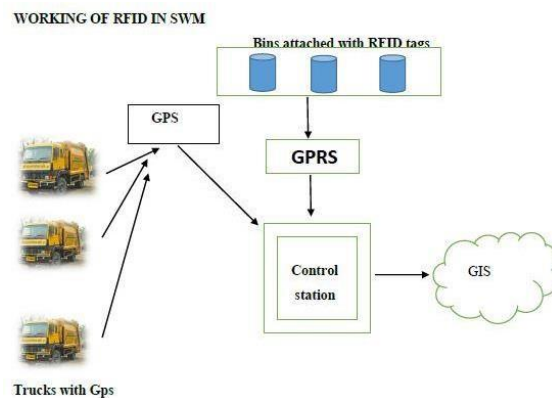 WORKING OF RFID IN SWM
Bins attached with RFID tags
GPS
GPRS
Control
station
GIS
Trucks with Gps